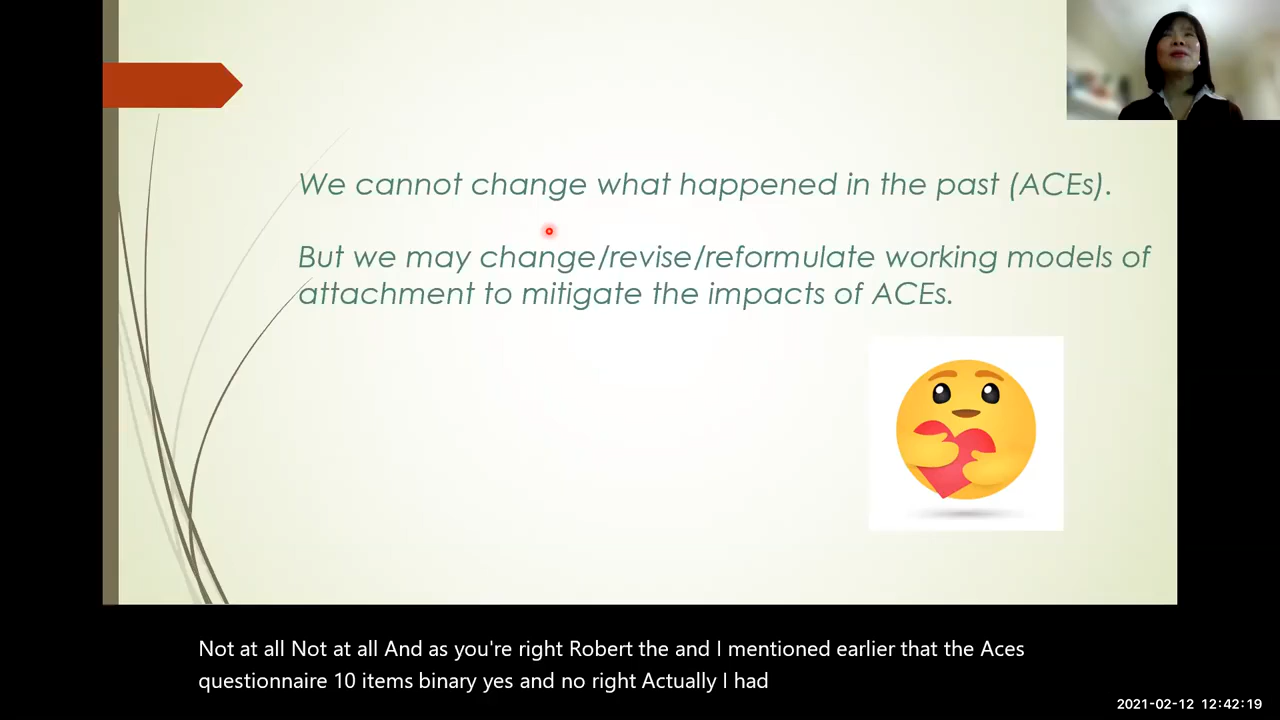 We cannot change what happened in the past (ACEs).
But we may change/revise/reformulate working models of
attachment to mitigate the impacts of ACEs.
Not at all Not at all And as you're right Robert the and I mentioned earlier that the Aces
questionnaire 10 items binary yes and no right Actually I had
2021-02-12 12:42:19